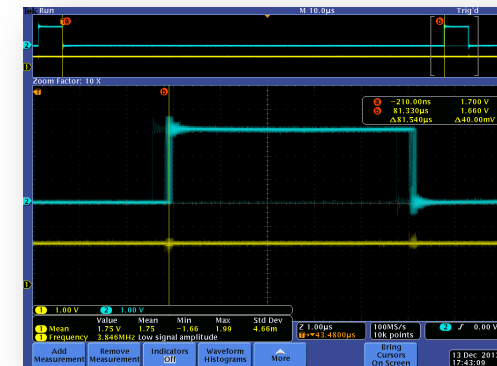 Run M 10.0µs Trig'd
a b
2
1
Zoom Factor: 10 X
T b
a −210.00ns 1.700 V
b 81.330µs 1.660 V
Δ81.540µs Δ40.00mV
2
1
1 1.00 V 2 1.00 V
Value Mean Min Max Std Dev
1 Mean 1.75 V 1.75 −1.66 1.99 4.66m
1 Frequency 3.846MHz Low signal amplitude
Z 1.00µs 100MS/s 2 0.00 V
T→▾43.4800µs 10k points
Add Measurement
Remove Measurement
Indicators Off
Waveform Histograms
More
Bring Cursors On Screen
13 Dec 201
17:43:09